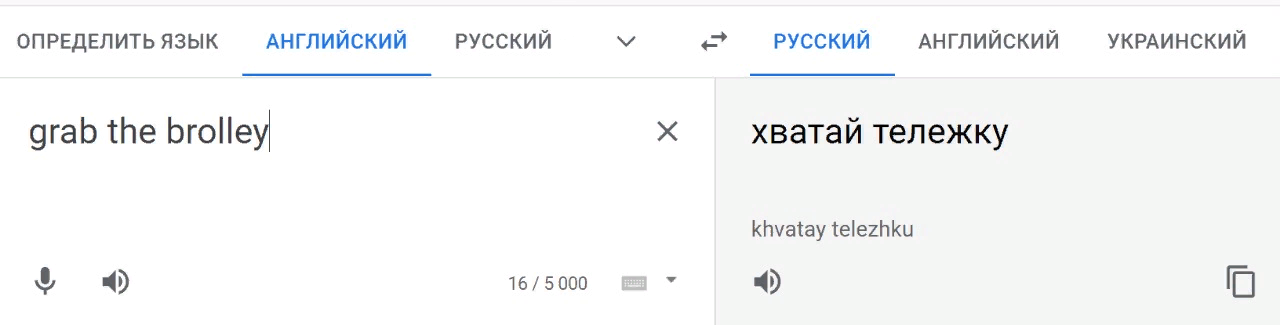 ОПРЕДЕЛИТЬ ЯЗЫК АНГЛИЙСКИЙ РУССКИЙ РУССКИЙ АНГЛИЙСКИЙ УКРАИНСКИЙ
grab the brolley
хватай тележку
khvatay telezhku
16 / 5 000